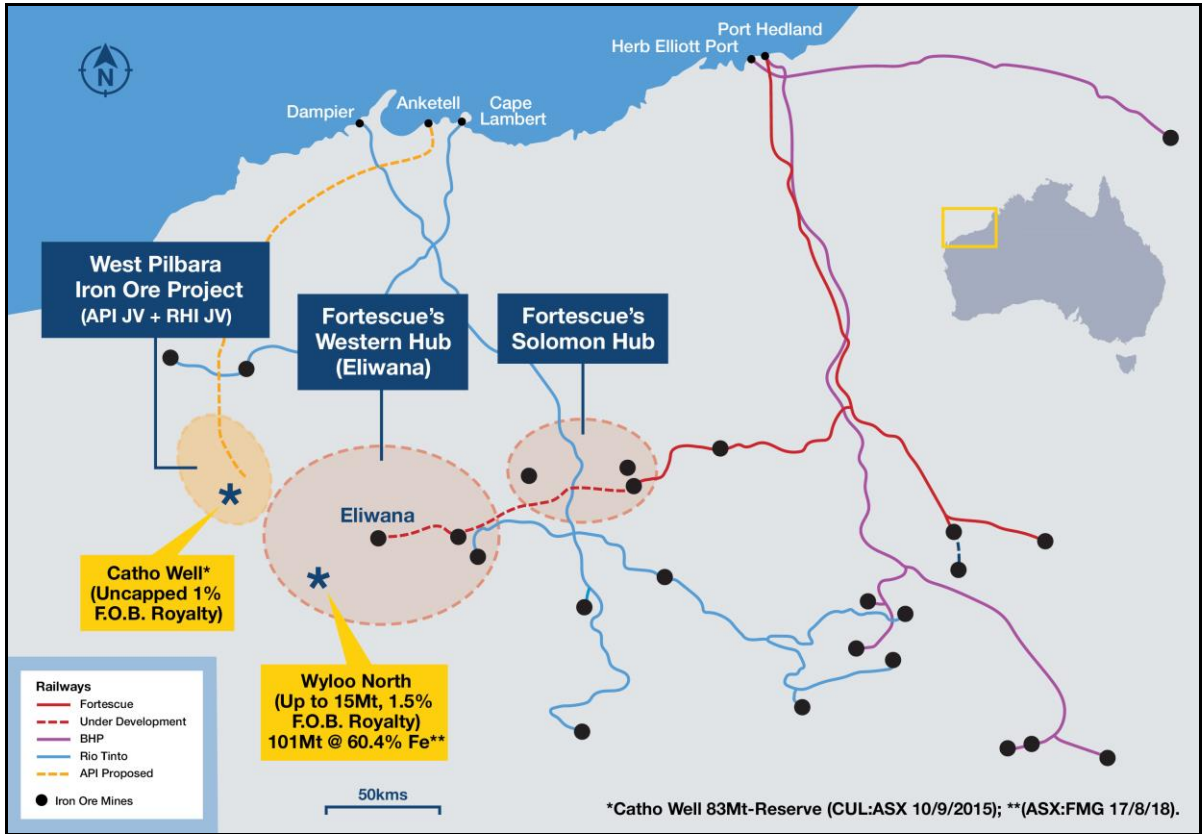 Port Hedland
Herb Elliott Port
Dampier
Anketell
Cape
Lambert
N
West Pilbara
Iron Ore Project
(API JV + RHI JV)
Fortescue's
Western Hub
(Eliwana)
Fortescue's
Solomon Hub
Eliwana
Catho Well*
(Uncapped 1%
F.O.B. Royalty)
Wyloo North
(Up to 15Mt, 1.5%
F.O.B. Royalty)
101Mt @ 60.4% Fe**
Railways
Fortescue
Under Development
BHP
Rio Tinto
API Proposed
Iron Ore Mines
50kms
*Catho Well 83Mt-Reserve (CUL:ASX 10/9/2015); **(ASX:FMG 17/8/18).